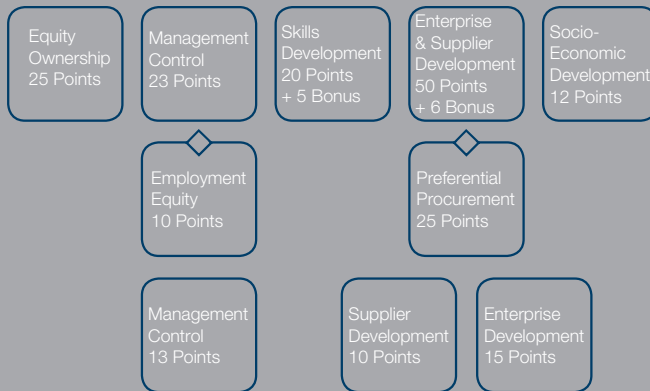 Equity
Ownership
25 Points
Management
Control
23 Points
Skills
Development
20 Points
+ 5 Bonus
Enterprise
& Supplier
Development
50 Points
+ 6 Bonus
Socio-
Economic
Development
12 Points
Employment
Equity
10 Points
Preferential
Procurement
25 Points
Management
Control
13 Points
Supplier
Development
10 Points
Enterprise
Development
15 Points